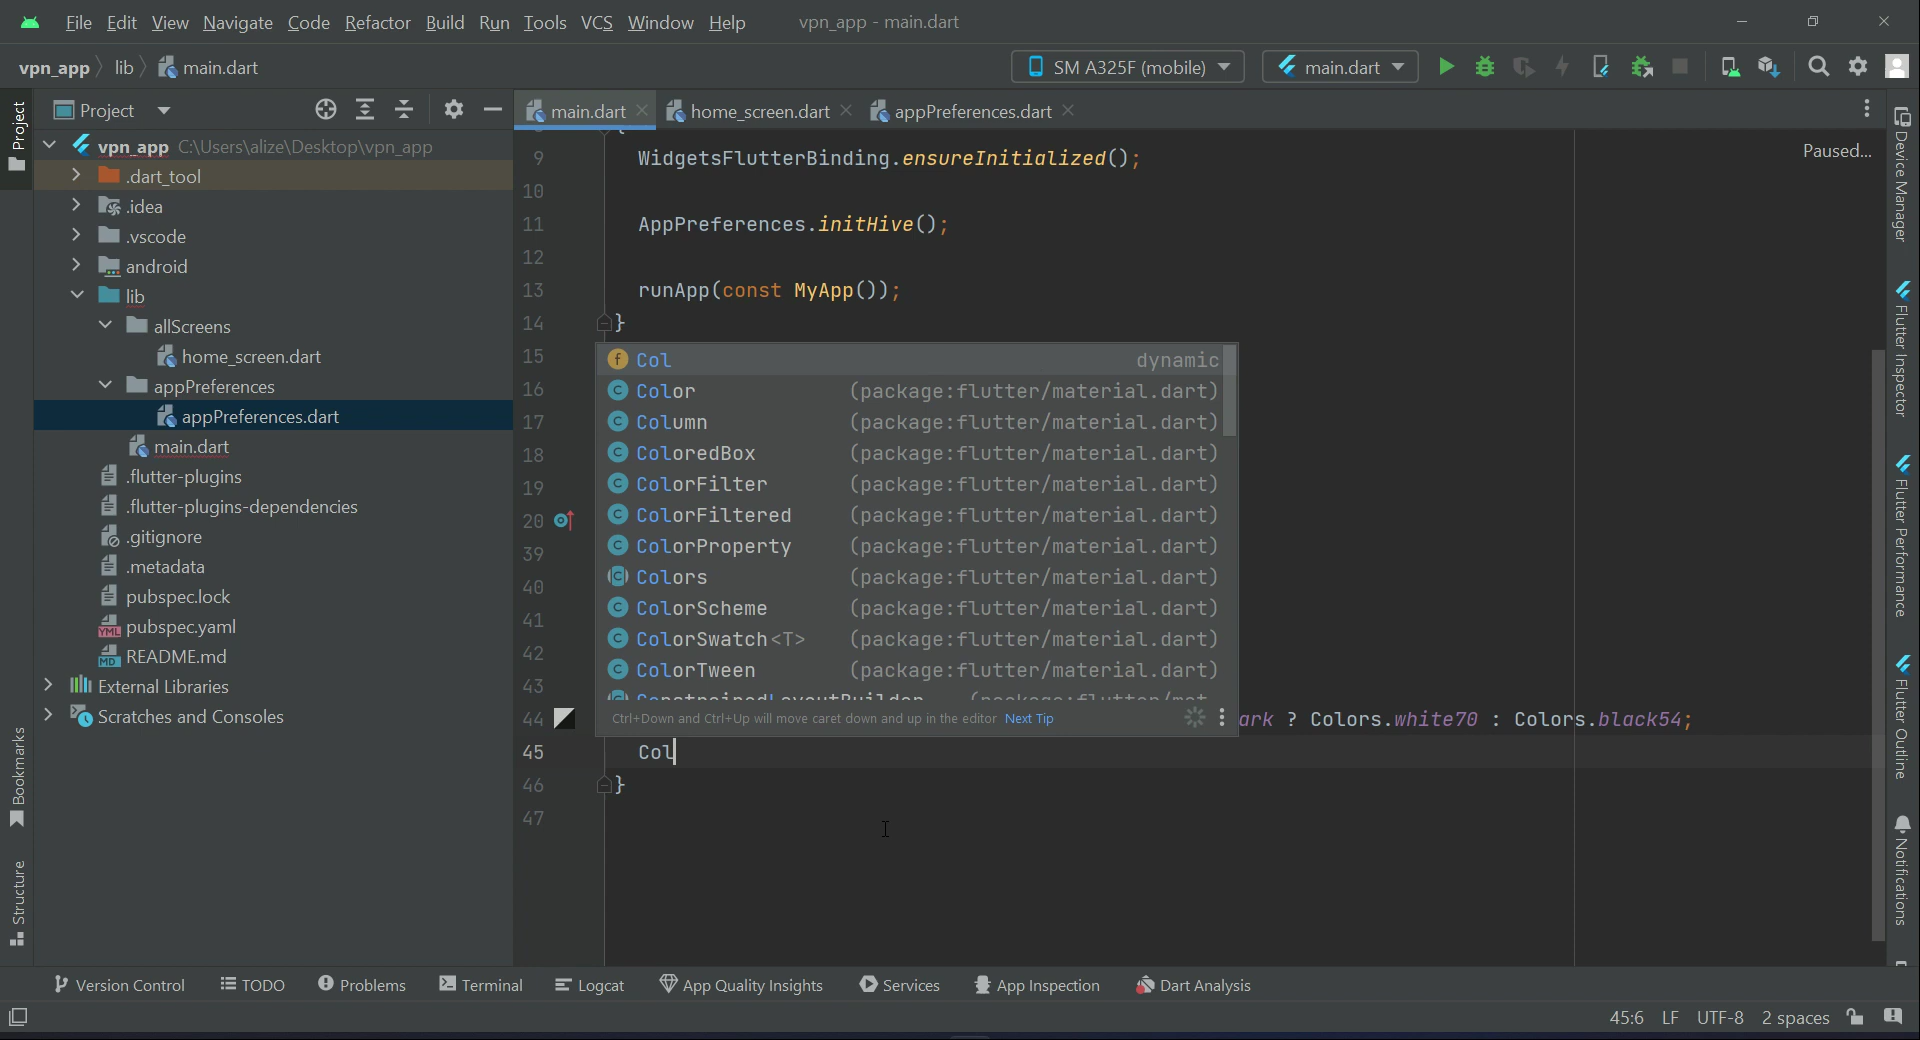 File Edit View Navigate Code Refactor Build Run Tools VCS Window Help vpn_app - main.dart
vpn_app lib main.dart SM A325F (mobile) main.dart
Project
Project
main.dart home_screen.dart appPreferences.dart
vpn_app C:\Users\alize\Desktop\vpn_app
.dart_tool
.idea
.vscode
android
lib
allScreens
home_screen.dart
appPreferences
appPreferences.dart
main.dart
.flutter-plugins
.flutter-plugins-dependencies
.gitignore
.metadata
pubspec.lock
YML pubspec.yaml
MD README.md
External Libraries
Scratches and Consoles
Bookmarks
Structure
9 WidgetsFlutterBinding.ensureInitialized();
Paused...
10
11 AppPreferences.initHive();
12
13 runApp(const MyApp());
14 }
15
16
17
18
19
20
39
40
41
42
43
f Col dynamic
C Color (package:flutter/material.dart)
C Column (package:flutter/material.dart)
C ColoredBox (package:flutter/material.dart)
C ColorFilter (package:flutter/material.dart)
C ColorFiltered (package:flutter/material.dart)
C ColorProperty (package:flutter/material.dart)
C Colors (package:flutter/material.dart)
C ColorScheme (package:flutter/material.dart)
C ColorSwatch<T> (package:flutter/material.dart)
C ColorTween (package:flutter/material.dart)
Ctrl+Down and Ctrl+Up will move caret down and up in the editor Next Tip
44 ark ? Colors.white70 : Colors.black54;
45 Col
46 }
47
Device Manager
Flutter Inspector
Flutter Performance
Flutter Outline
Notifications
Version Control TODO Problems Terminal Logcat App Quality Insights Services App Inspection Dart Analysis
45:6 LF UTF-8 2 spaces